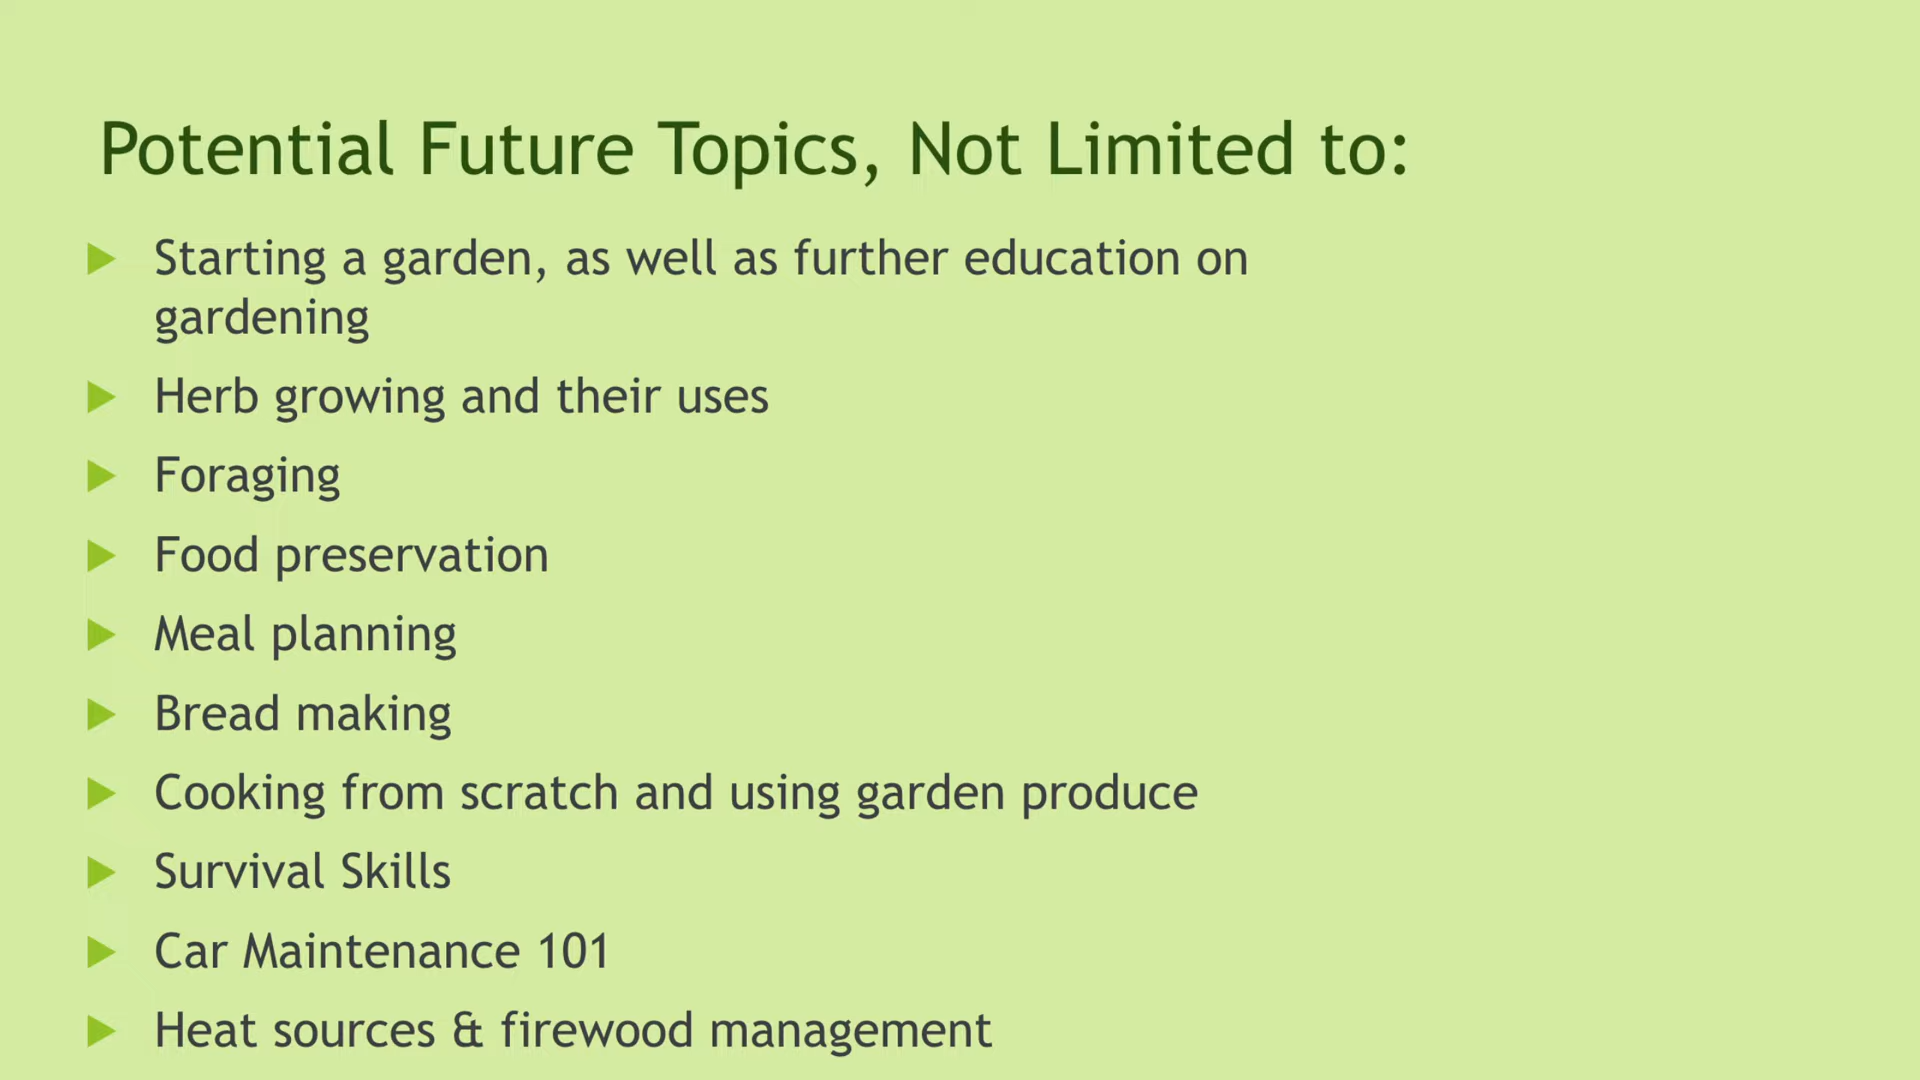 Potential Future Topics, Not Limited to:
Starting a garden, as well as further education on
gardening
Herb growing and their uses
Foraging
Food preservation
Meal planning
Bread making
Cooking from scratch and using garden produce
Survival Skills
Car Maintenance 101
Heat sources & firewood management